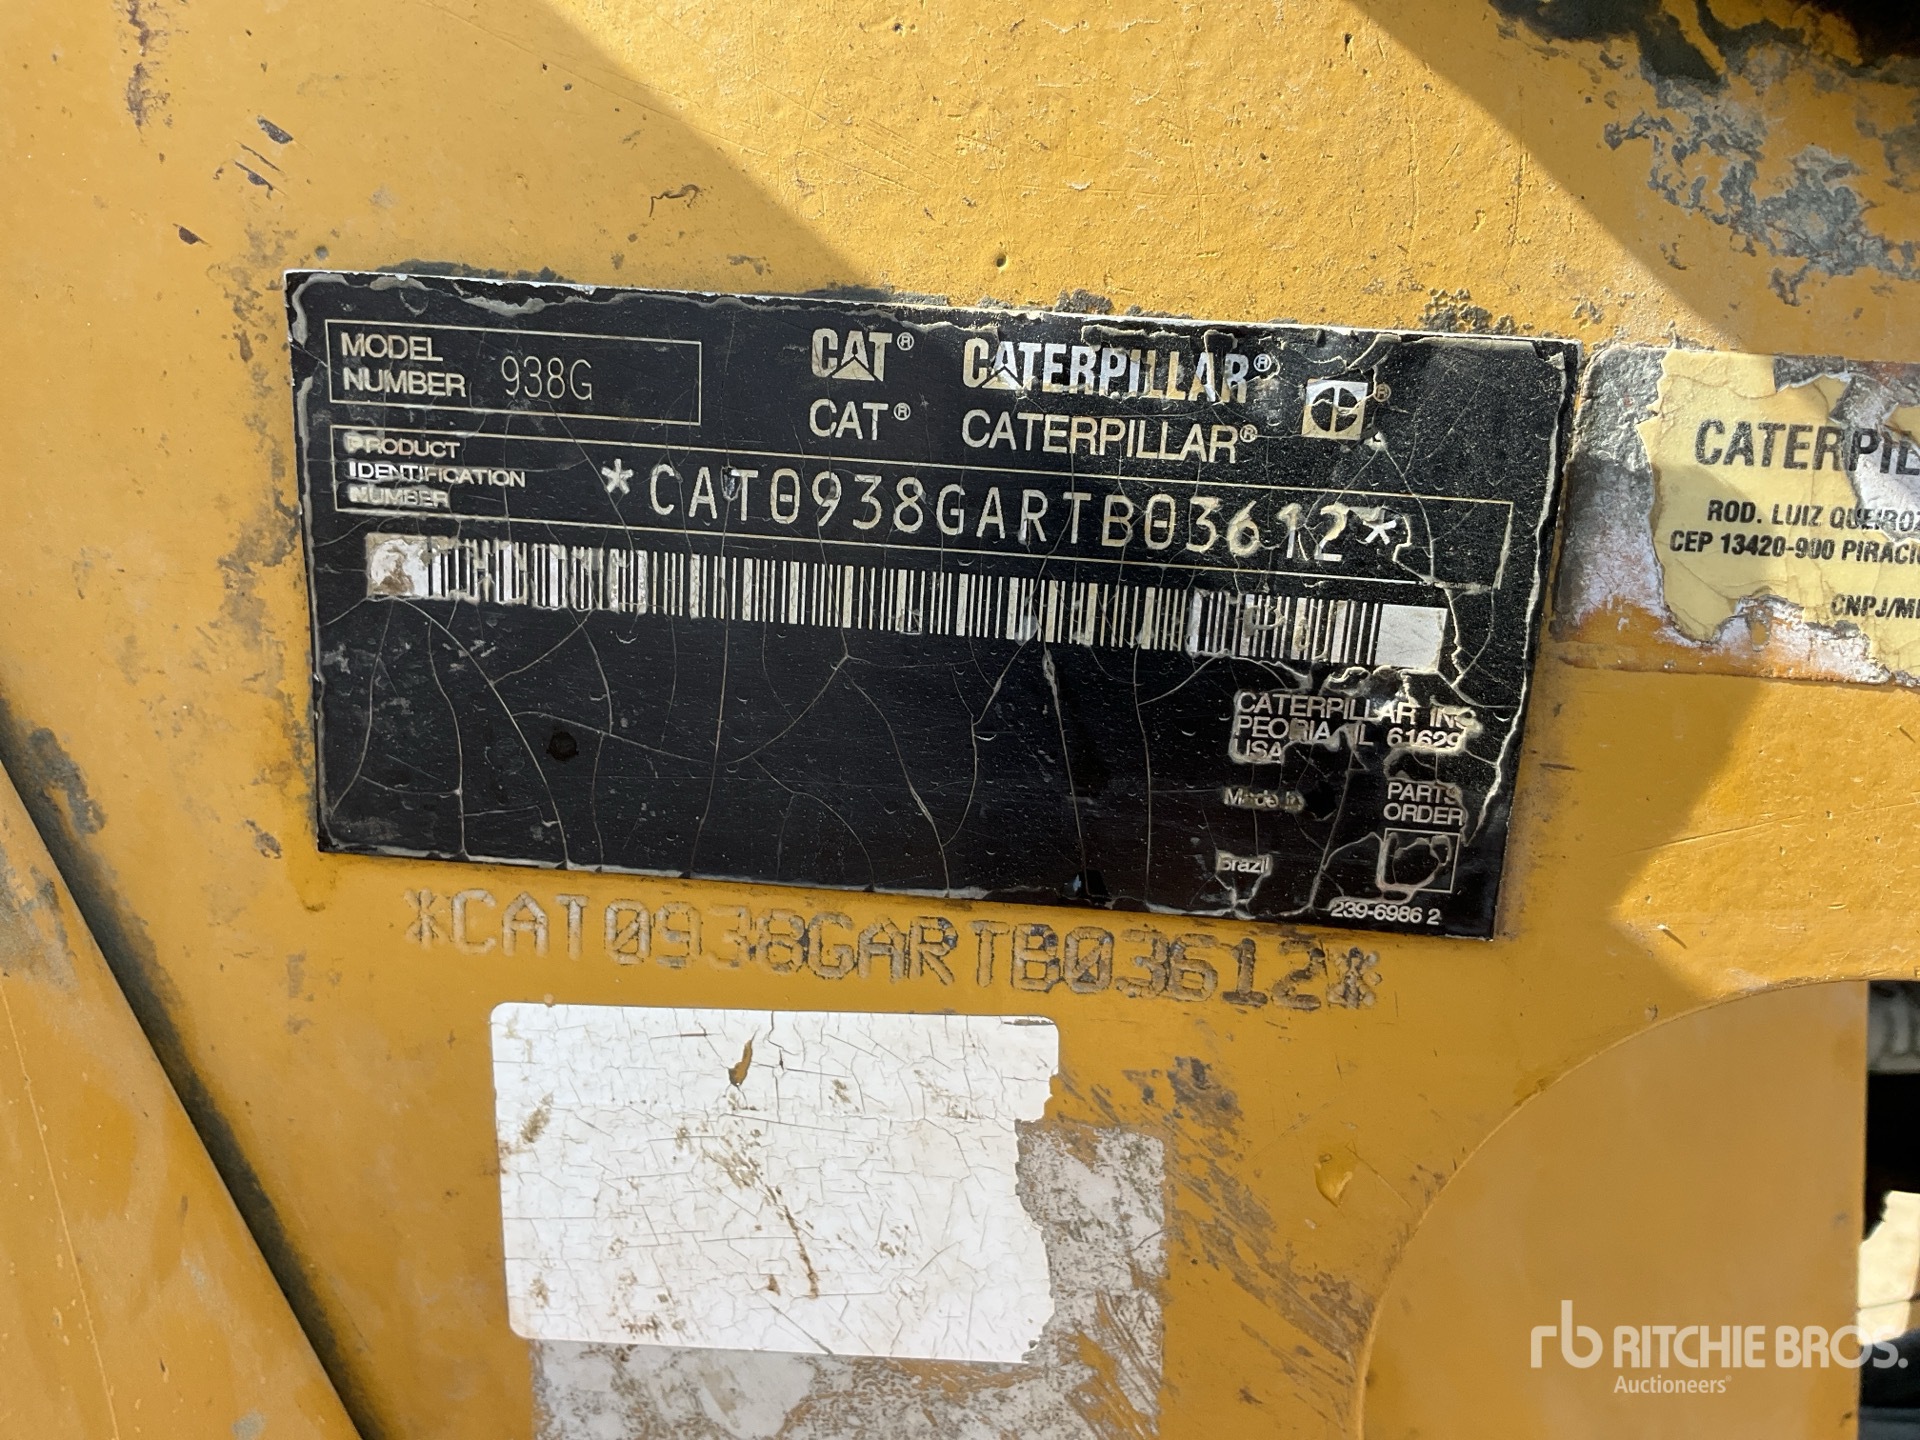 MODEL NUMBER 938G
CAT® CATERPILLAR® ®
CAT® CATERPILLAR®
PRODUCT
IDENTIFICATION
NUMBER
*CAT0938GARTB03612*
CATERPILLAR INC
PEORIA, IL 61629
USA
Made in
Brazil
PARTS
ORDER
239-6986 2
*CAT0938GARTB03612*
CATERPIL
ROD. LUIZ QUEIROZ
CEP 13420-900 PIRACI
CNPJ/M
rb RITCHIE BROS.
Auctioneers